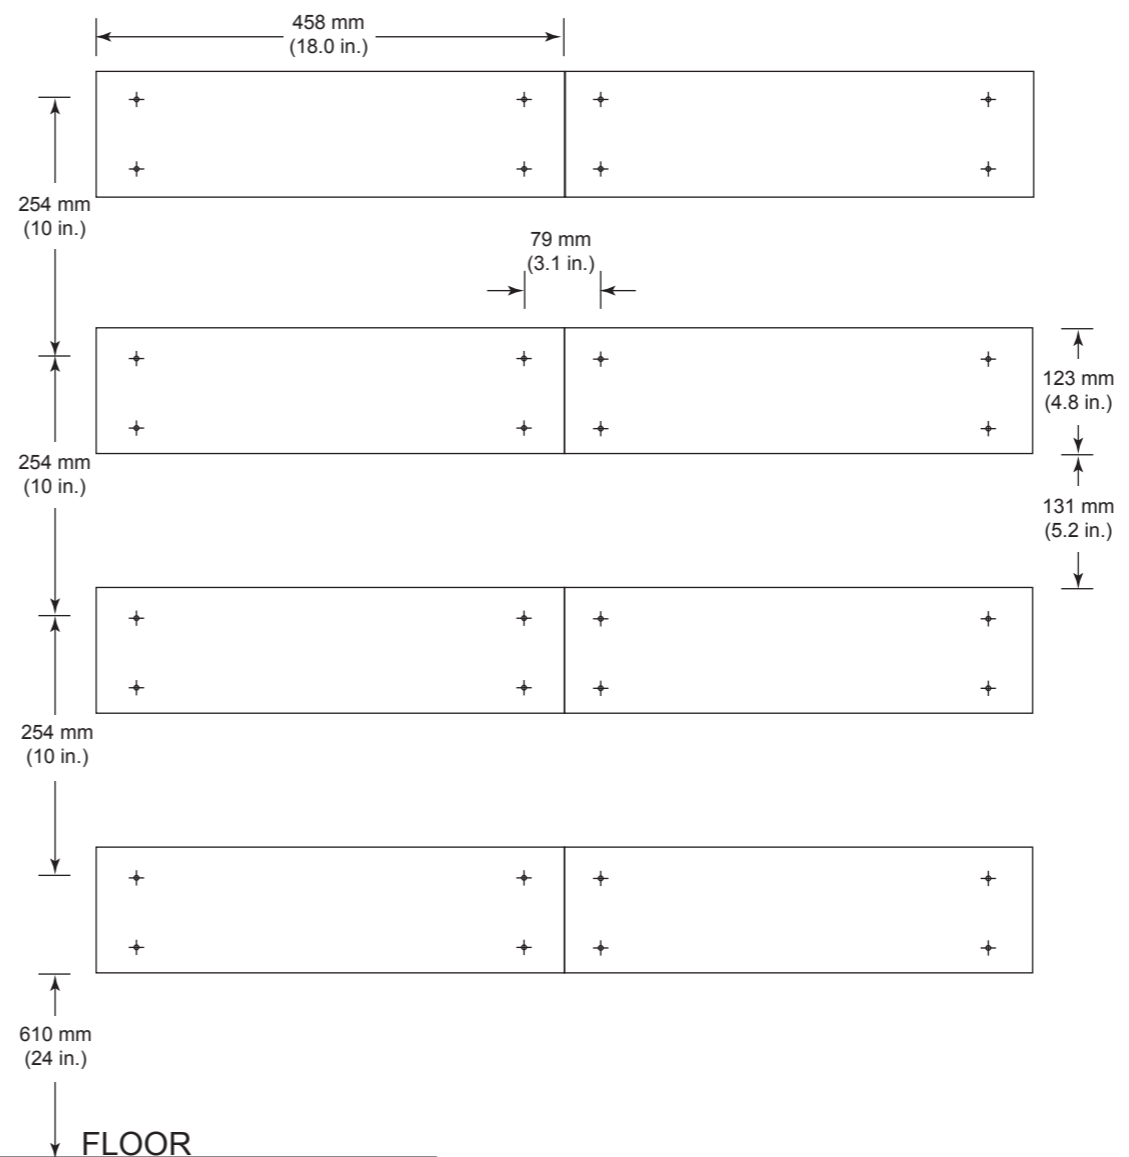 458 mm
(18.0 in.)
254 mm
(10 in.)
79 mm
(3.1 in.)
123 mm
(4.8 in.)
254 mm
(10 in.)
131 mm
(5.2 in.)
254 mm
(10 in.)
610 mm
(24 in.)
FLOOR